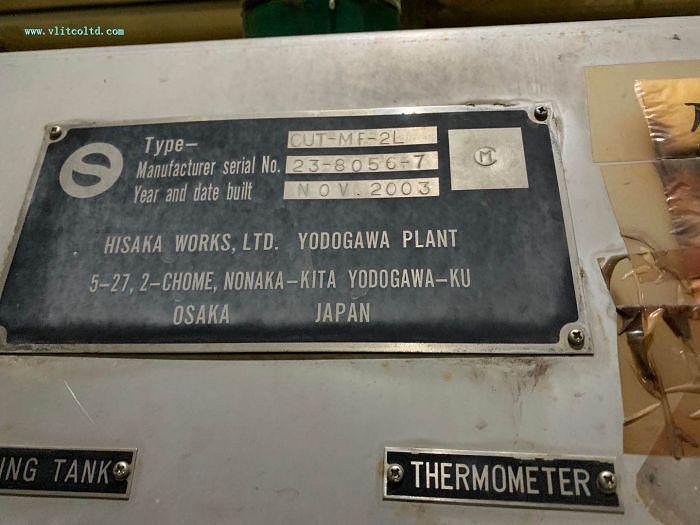 www.vlitcoltd.com
Type— CUT-MF-2L
Manufacturer serial No. 23-8056-7
Year and date built NOV.2003
HISAKA WORKS, LTD. YODOGAWA PLANT
5-27, 2-CHOME, NONAKA-KITA YODOGAWA-KU
OSAKA JAPAN
ING TANK
THERMOMETER